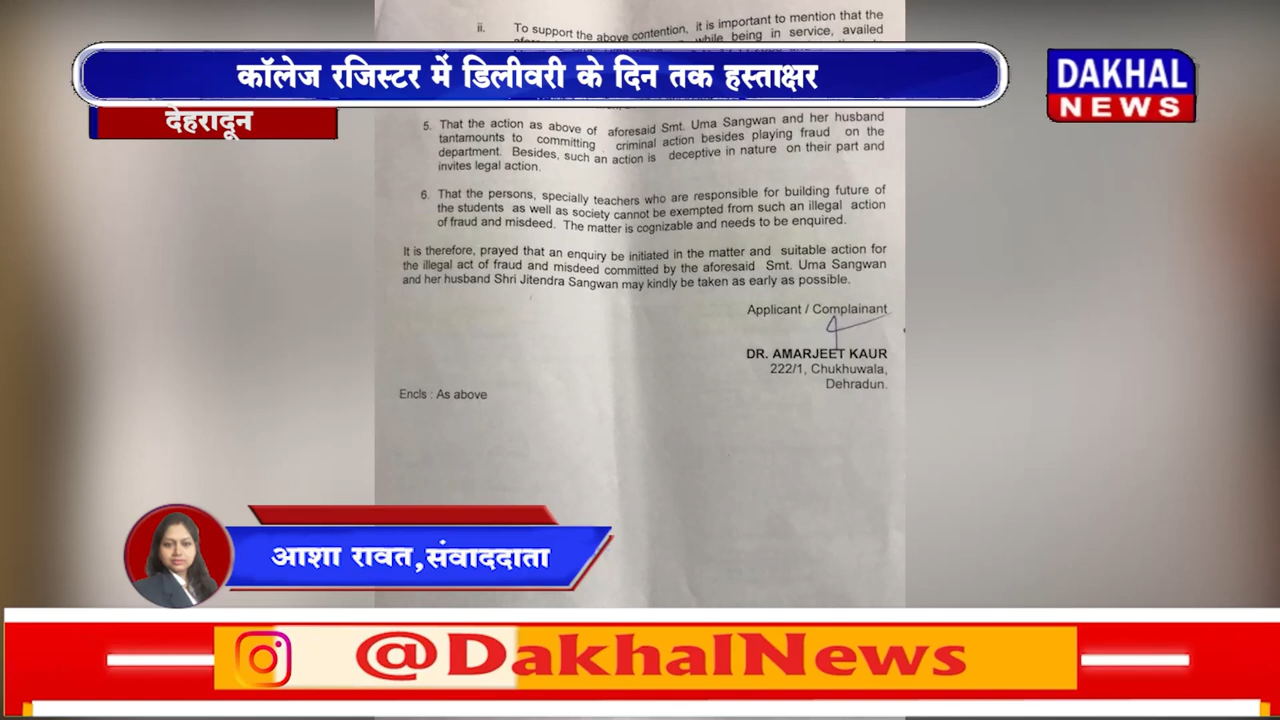 ii. To support the above contention, it is important to mention that the
while being in service, availed
कॉलेज रजिस्टर में डिलीवरी के दिन तक हस्ताक्षर
DAKHAL
NEWS
देहरादून
5. That the action as above of aforesaid Smt. Uma Sangwan and her husband
tantamounts to committing criminal action besides playing fraud on the
department. Besides, such an action is deceptive in nature on their part and
invites legal action.
6. That the persons, specially teachers who are responsible for building future of
the students as well as society cannot be exempted from such an illegal action
of fraud and misdeed. The matter is cognizable and needs to be enquired.
It is therefore, prayed that an enquiry be initiated in the matter and suitable action for
the illegal act of fraud and misdeed committed by the aforesaid Smt. Uma Sangwan
and her husband Shri Jitendra Sangwan may kindly be taken as early as possible.
Applicant / Complainant
DR. AMARJEET KAUR
222/1, Chukhuwala,
Dehradun.
Encls : As above
आशा रावत,संवाददाता
@DakhalNews